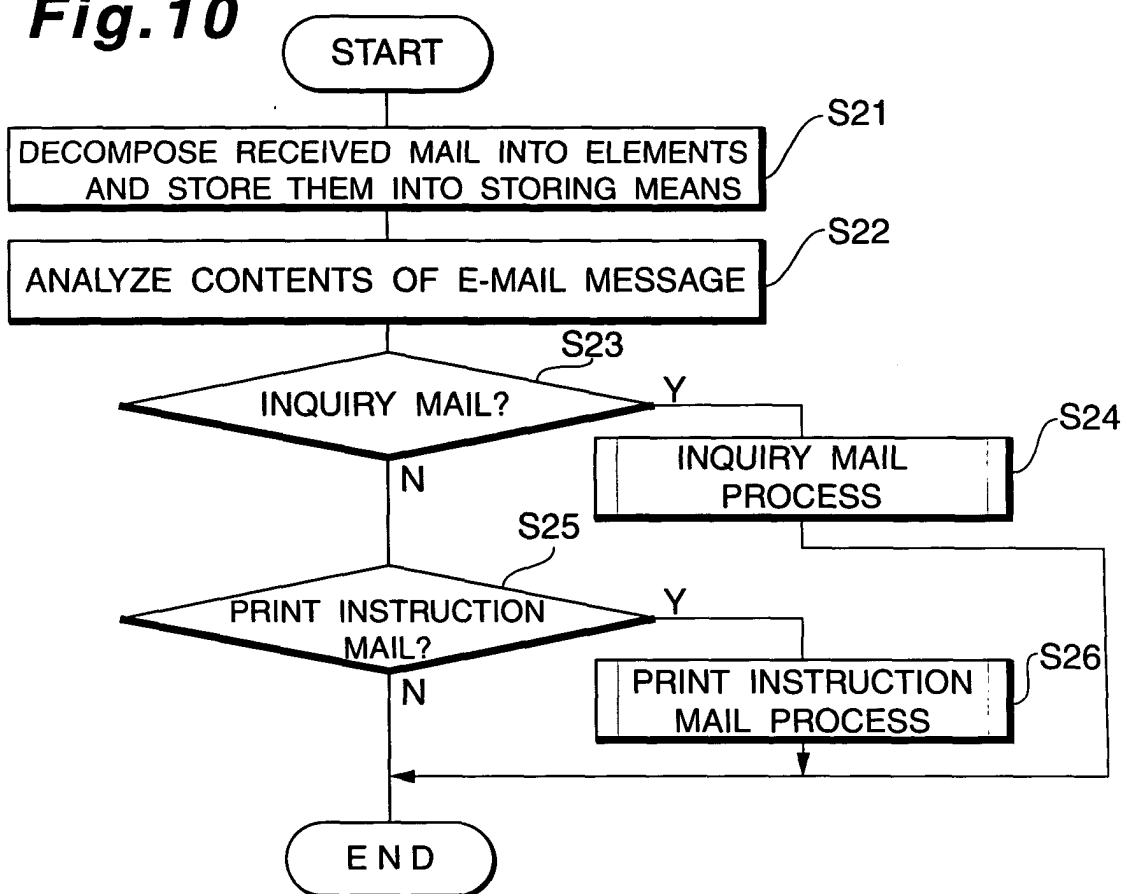 Fig.10
START
S21
DECOMPOSE RECEIVED MAIL INTO ELEMENTS
AND STORE THEM INTO STORING MEANS
S22
ANALYZE CONTENTS OF E-MAIL MESSAGE
S23
INQUIRY MAIL?
Y
S24
INQUIRY MAIL
PROCESS
N
S25
PRINT INSTRUCTION
MAIL?
Y
S26
PRINT INSTRUCTION
MAIL PROCESS
N
END